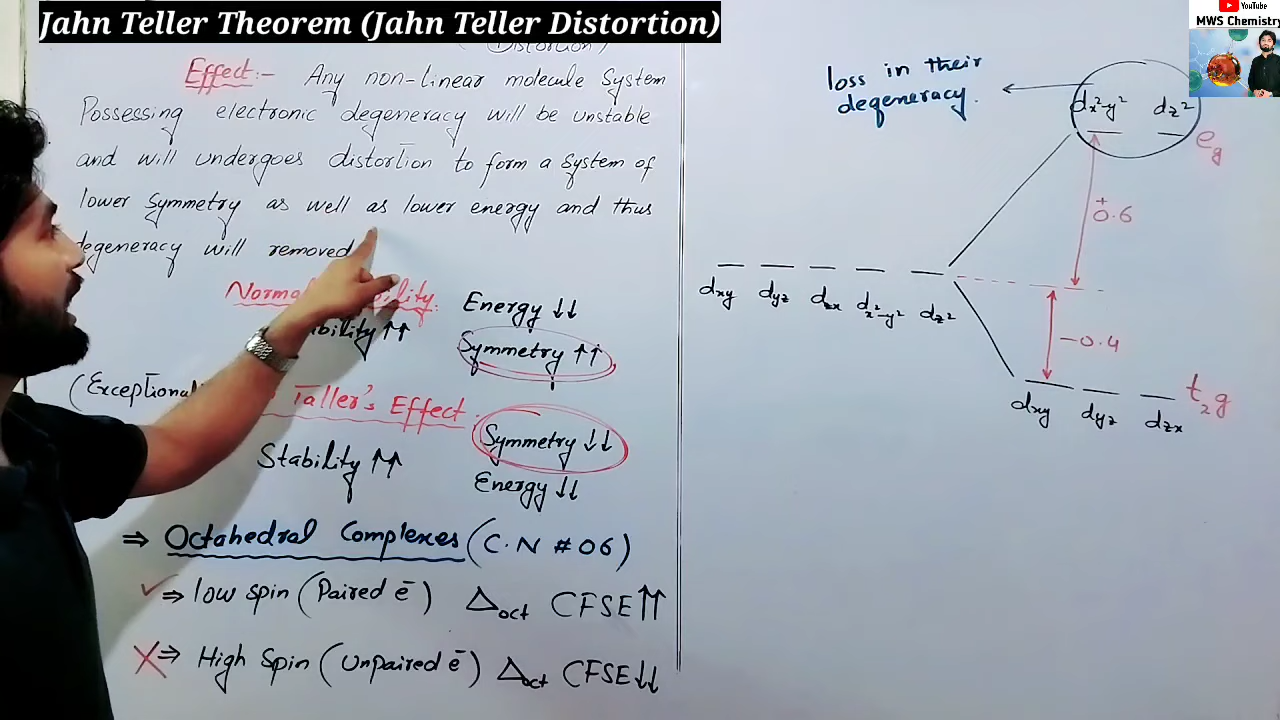 Jahn Teller Theorem (Jahn Teller Distortion)
YouTube
MWS Chemistry
(Distortion)
Effect:- Any non-linear molecule System
Possessing electronic degeneracy will be unstable
and will undergoes distortion to form a system of
lower Symmetry as well as lower energy and thus
degeneracy will removed
Energy ↓↓
↑↑
Symmetry ↑↑
Taller's Effect.
Symmetry ↓↓
Stability ↑↑
Energy ↓↓
⇒ Octahedral Complexes (C.N # 06)
✓⇒ low spin (Paired e̅) Δoct CFSE↑↑
X⇒ High Spin (Unpaired e̅) Δoct CFSE↓↓
loss in their
degeneracy.
dx²-y² dz²
eg
+0.6
dxy dyz dzx dx²-y² dz²
-0.4
t₂g
dxy dyz dzx